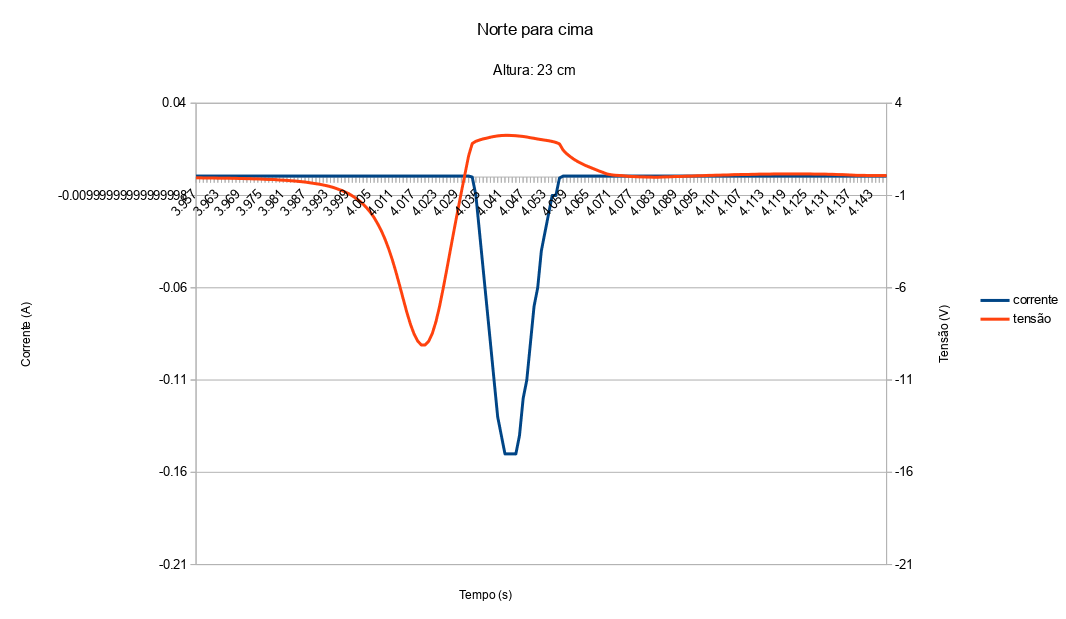 Norte para cima
Altura: 23 cm
0.04
-0.00999999999999998
-0.06
-0.11
-0.16
-0.21
Corrente (A)
3.957 3.963 3.969 3.975 3.981 3.987 3.993 3.999 4.005 4.011 4.017 4.023 4.029 4.035 4.041 4.047 4.053 4.059 4.065 4.071 4.077 4.083 4.089 4.095 4.101 4.107 4.113 4.119 4.125 4.131 4.137 4.143
4
-1
-6
-11
-16
-21
Tensão (V)
corrente
tensão
Tempo (s)